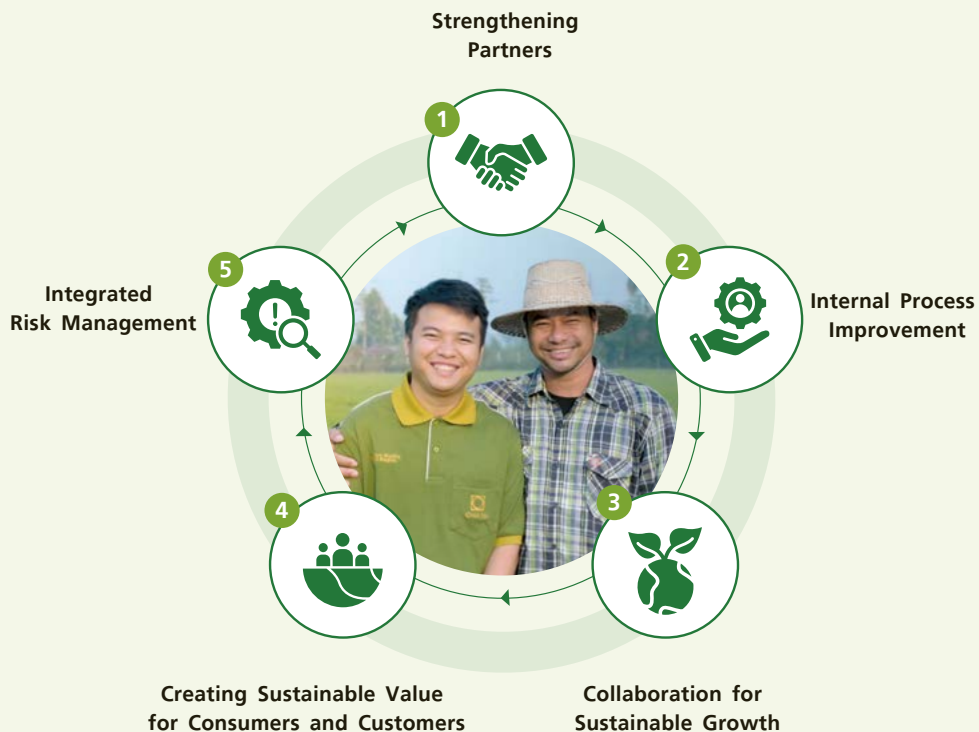 Strengthening
Partners
1
2
Internal Process
Improvement
3
Collaboration for
Sustainable Growth
4
Creating Sustainable Value
for Consumers and Customers
5
Integrated
Risk Management